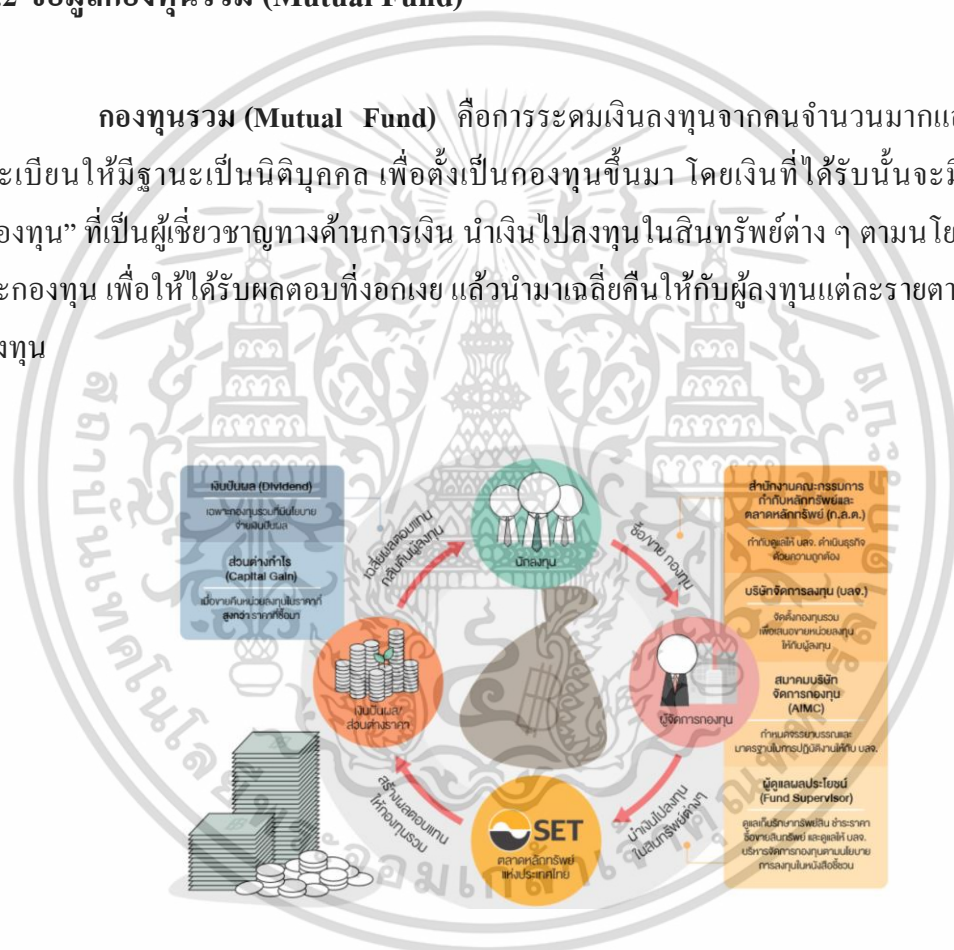 ข้อมูลกองทุนรวม (Mutual Fund)
กองทุนรวม (Mutual Fund) คือการระดมเงินลงทุนจากคนจำนวนมากแล
ะเบียนให้มีฐานะเป็นนิติบุคคล เพื่อตั้งเป็นกองทุนขึ้นมา โดยเงินที่ได้รับนั้นจะมี
องทุน” ที่เป็นผู้เชี่ยวชาญทางด้านการเงิน นำเงินไปลงทุนในสินทรัพย์ต่าง ๆ ตามนโย
ะกองทุน เพื่อให้ได้รับผลตอบที่งอกเงย แล้วนำมาเฉลี่ยคืนให้กับผู้ลงทุนแต่ละรายตา
งทุน
เงินปันผล (Dividend)
เฉพาะกองทุนรวมที่มีนโยบาย
จ่ายเงินปันผล
ส่วนต่างกำไร
(Capital Gain)
เมื่อขายคืนหน่วยลงทุนในราคาที่
สูงกว่า ราคาที่ซื้อมา
เฉลี่ยผลตอบแทน
กลับคืนผู้ลงทุน
นักลงทุน
ซื้อ/ขาย กองทุน
ผู้จัดการกองทุน
นำเงินไปลงทุน
ในสินทรัพย์ต่างๆ
SET
ตลาดหลักทรัพย์
แห่งประเทศไทย
สร้างผลตอบแทน
ให้กองทุนรวม
เงินปันผล/
ส่วนต่างราคา
สำนักงานคณะกรรมการ
กำกับหลักทรัพย์และ
ตลาดหลักทรัพย์ (ก.ล.ต.)
กำกับดูแลให้ บลจ. ดำเนินธุรกิจ
ด้วยความถูกต้อง
บริษัทจัดการลงทุน (บลจ.)
จัดตั้งกองทุนรวม
เพื่อเสนอขายหน่วยลงทุน
ให้กับผู้ลงทุน
สมาคมบริษัท
จัดการกองทุน
(AIMC)
กำหนดจรรยาบรรณและ
มาตรฐานในการปฏิบัติงานให้กับ บลจ.
ผู้ดูแลผลประโยชน์
(Fund Supervisor)
ดูแลเก็บรักษาทรัพย์สิน ชำระราคา
ซื้อขายสินทรัพย์ และดูแลให้ บลจ.
บริหารจัดการกองทุนตามนโยบาย
การลงทุนในหนังสือชี้ชวน